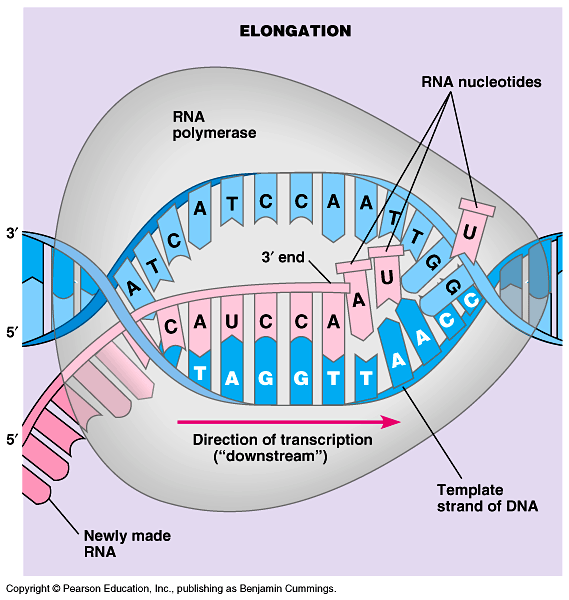 ELONGATION
RNA nucleotides
RNA
polymerase
A T C A T C C A A T T G G
U
3′
3′ end
A U
5′
C A U C C A
T A G G T T A A C C
5′
Direction of transcription
("downstream")
Template
strand of DNA
Newly made
RNA
Copyright © Pearson Education, Inc., publishing as Benjamin Cummings.